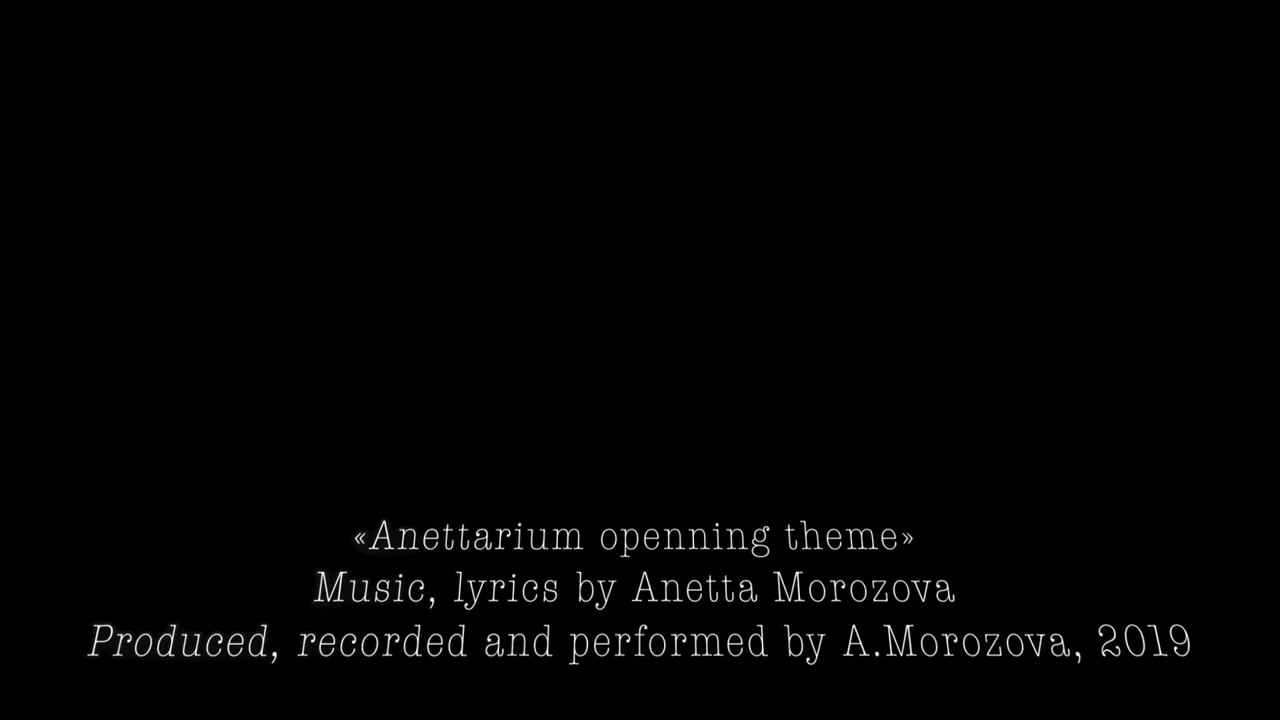 «Anettarium openning theme»
Music, lyrics by Anetta Morozova
Produced, recorded and performed by A.Morozova, 2019